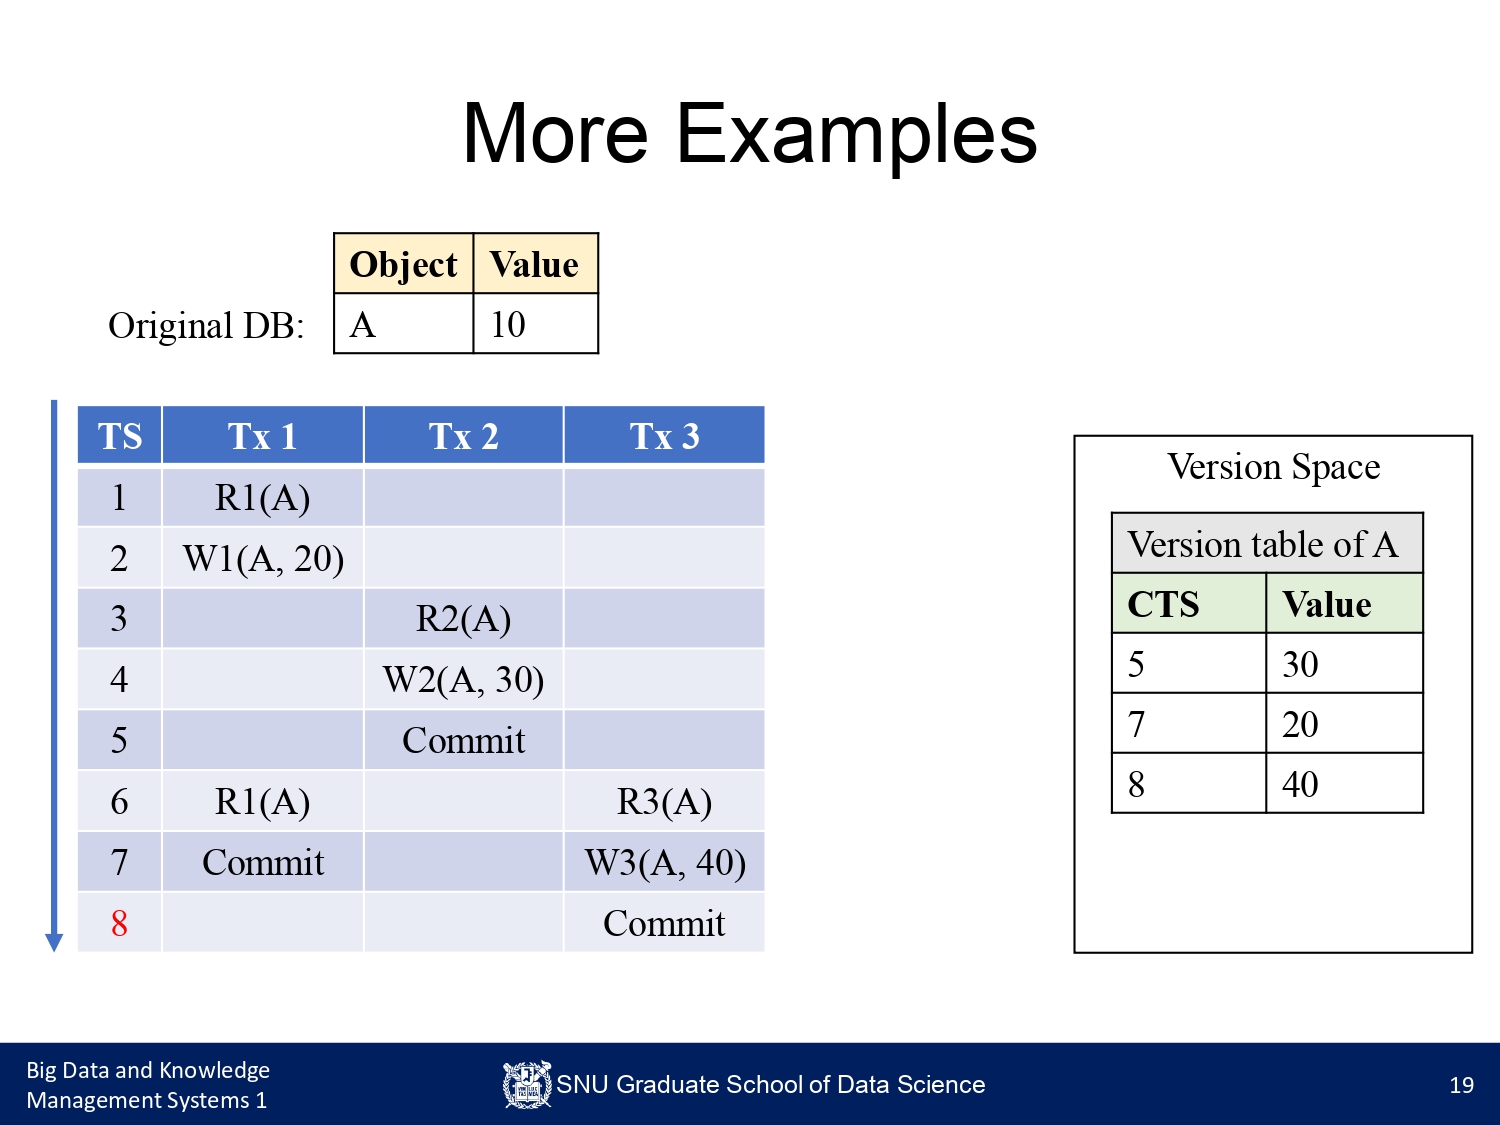 More Examples
Object Value
Original DB: A 10
TS Tx 1 Tx 2 Tx 3
1 R1(A)
2 W1(A, 20)
3 R2(A)
4 W2(A, 30)
5 Commit
6 R1(A) R3(A)
7 Commit W3(A, 40)
8 Commit
Version Space
Version table of A
CTS Value
5 30
7 20
8 40
Big Data and Knowledge
Management Systems 1
SNU Graduate School of Data Science
19